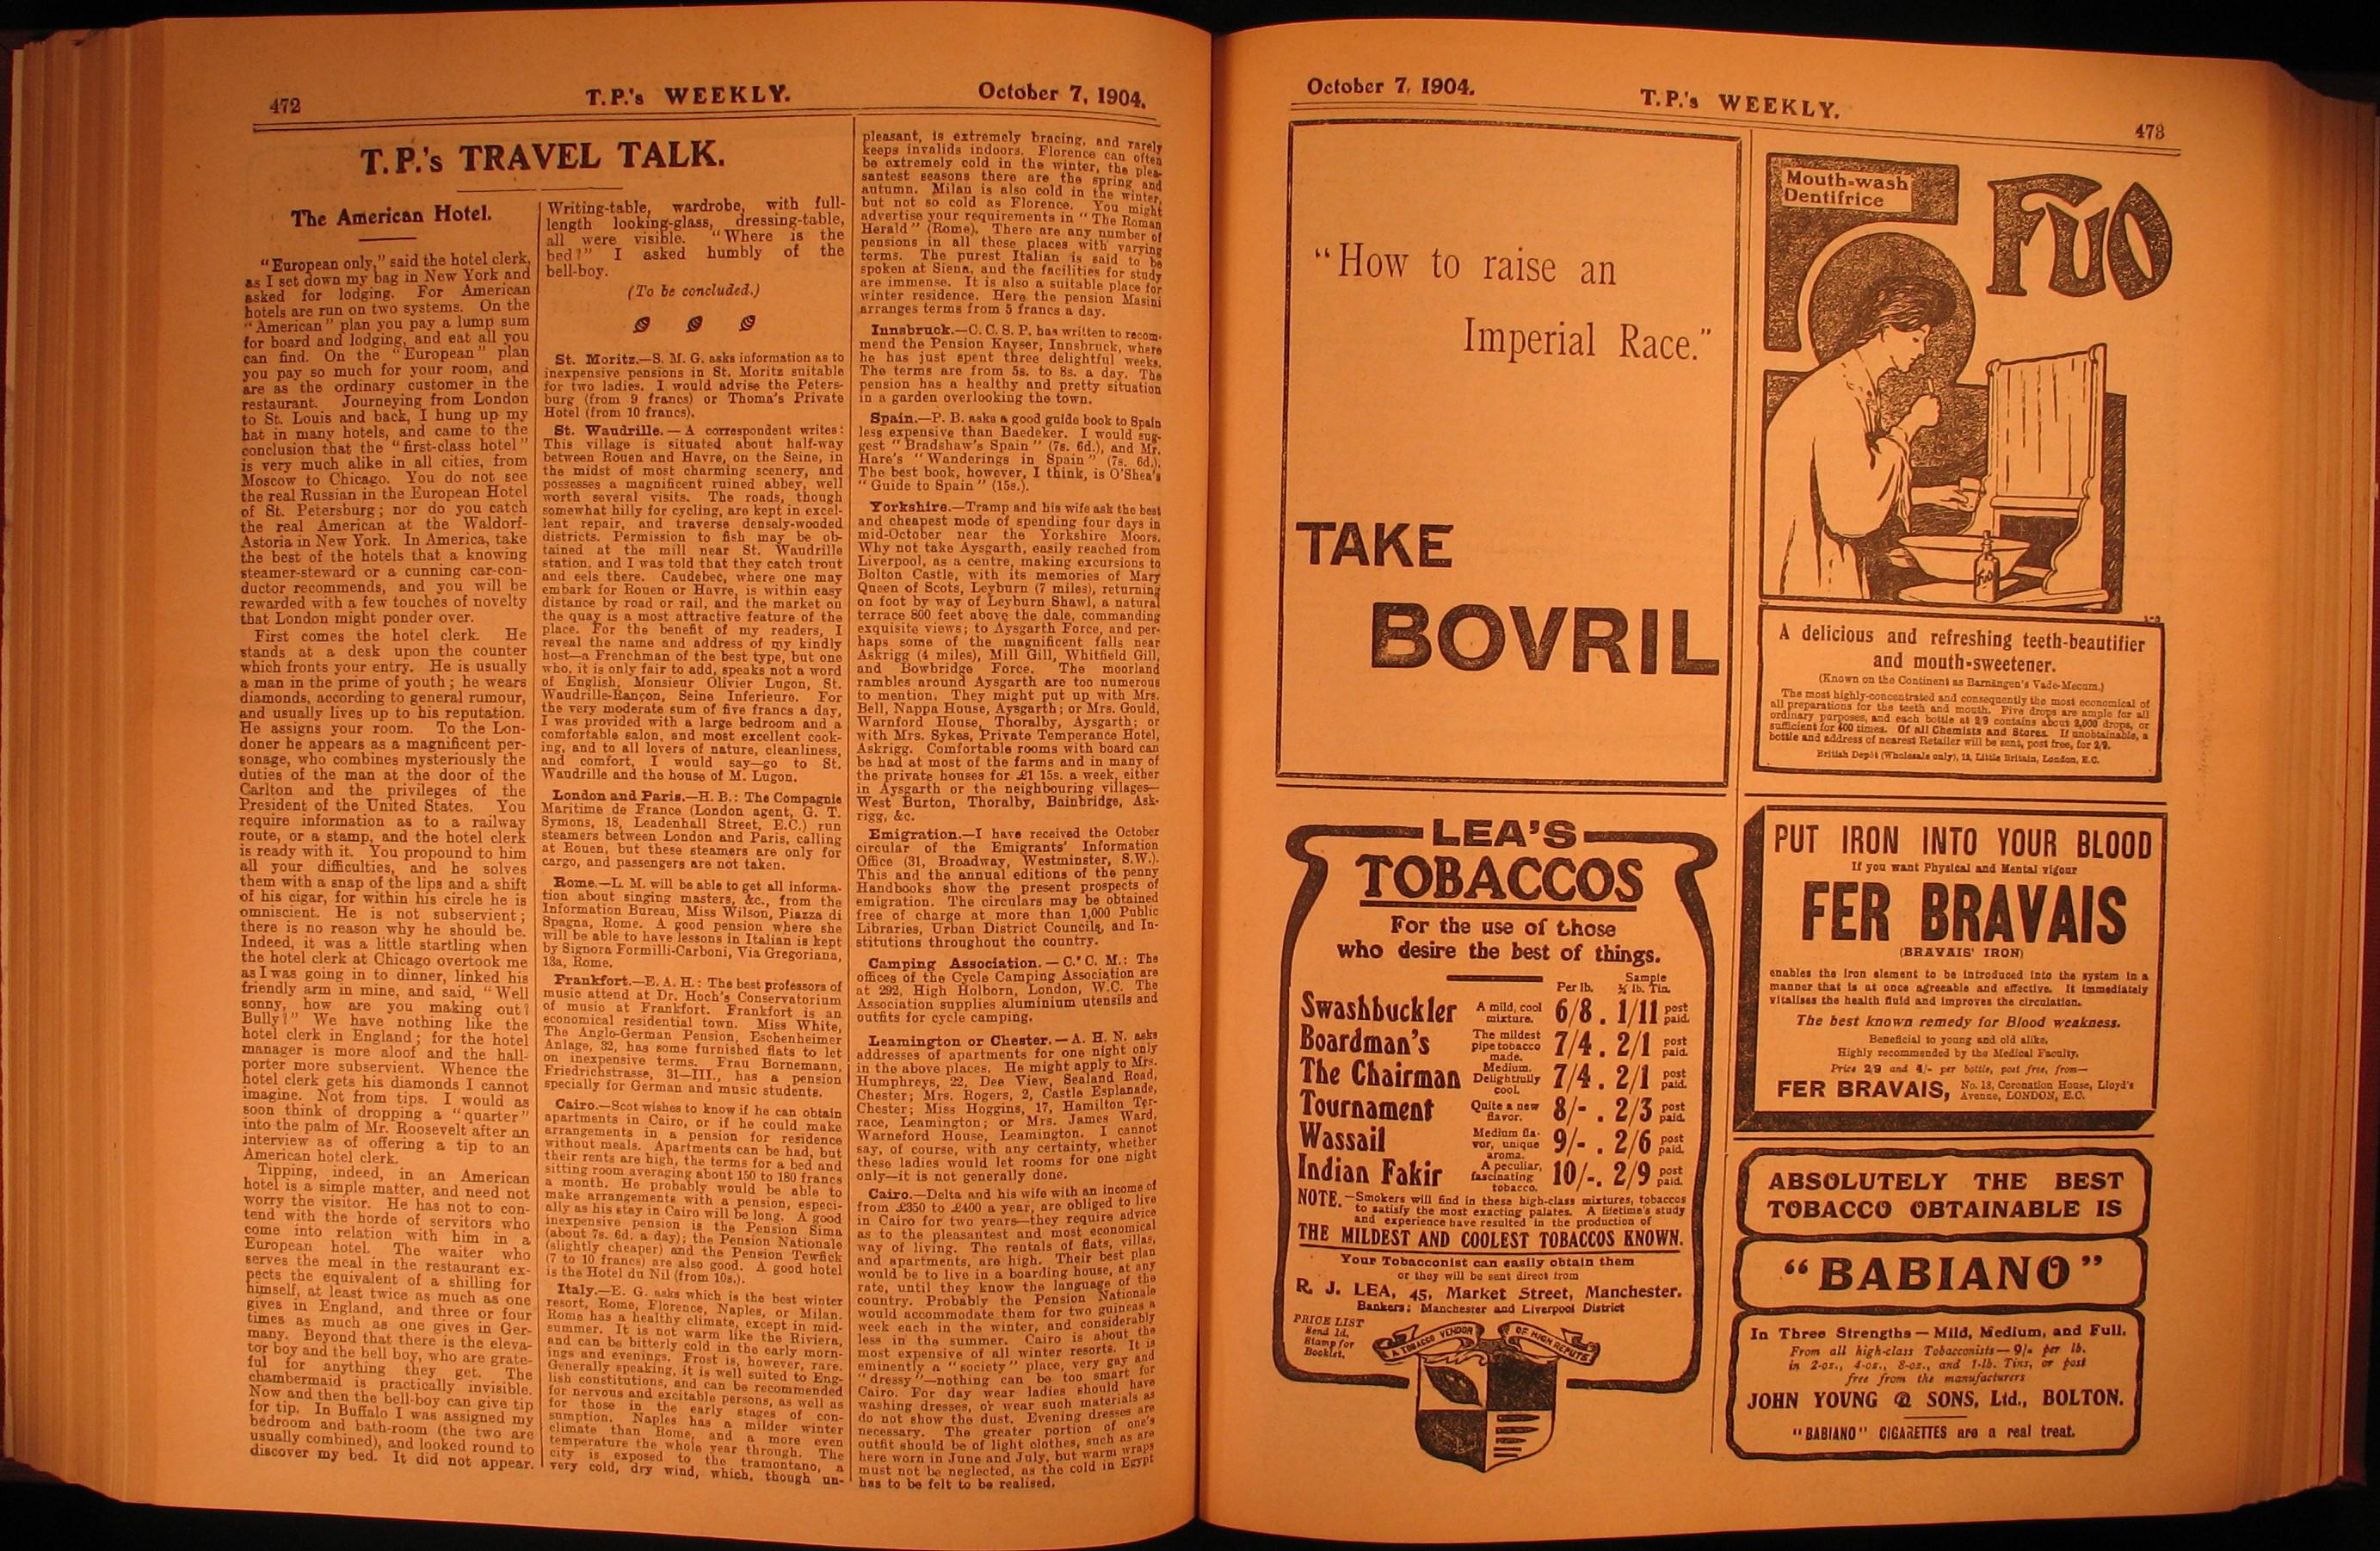 472
T.P.'s WEEKLY.
October 7, 1904.
T.P.'s TRAVEL TALK.
The American Hotel.
"European only," said the hotel clerk,
as I set down my bag in New York and
asked for lodging. For American
hotels are run on two systems. On the
"American" plan you pay a lump sum
for board and lodging, and eat all you
can find. On the "European" plan
you pay so much for your room, and
are as the ordinary customer in the
restaurant. Journeying from London
to St. Louis and back, I hung up my
hat in many hotels, and came to the
conclusion that the "first-class hotel"
is very much alike in all cities, from
Moscow to Chicago. You do not see
the real Russian in the European Hotel
of St. Petersburg; nor do you catch
the real American at the Waldorf-
Astoria in New York. In America, take
the best of the hotels that a knowing
steamer-steward or a cunning car-con-
ductor recommends, and you will be
rewarded with a few touches of novelty
that London might ponder over.
First comes the hotel clerk. He
stands at a desk upon the counter
which fronts your entry. He is usually
a man in the prime of youth; he wears
diamonds, according to general rumour,
and usually lives up to his reputation.
He assigns your room. To the Lon-
doner he appears as a magnificent per-
sonage, who combines mysteriously the
duties of the man at the door of the
Carlton and the privileges of the
President of the United States. You
require information as to a railway
route, or a stamp, and the hotel clerk
is ready with it. You propound to him
all your difficulties, and he solves
them with a snap of the lips and a shift
of his cigar, for within his circle he is
omniscient. He is not subservient;
there is no reason why he should be.
Indeed, it was a little startling when
the hotel clerk at Chicago overtook me
as I was going in to dinner, linked his
friendly arm in mine, and said, "Well
sonny, how are you making out?
Bully?" We have nothing like the
hotel clerk in England; for the hotel
manager is more aloof and the hall-
porter more subservient. Whence the
hotel clerk gets his diamonds I cannot
imagine. Not from tips. I would as
soon think of dropping a "quarter"
into the palm of Mr. Roosevelt after an
interview as of offering a tip to an
American hotel clerk.
Tipping, indeed, in an American
hotel is a simple matter, and need not
worry the visitor. He has not to con-
tend with the horde of servitors who
come into relation with him in a
European hotel. The waiter who
serves the meal in the restaurant ex-
pects the equivalent of a shilling for
himself, at least twice as much as one
gives in England, and three or four
times as much as one gives in Ger-
many. Beyond that there is the eleva-
tor boy and the bell boy, who are grate-
ful for anything they get. The
chambermaid is practically invisible.
Now and then the bell-boy can give tip
for tip. In Buffalo I was assigned my
bedroom and bath-room (the two are
usually combined), and looked round to
discover my bed. It did not appear.
Writing-table, wardrobe, with full-
length looking-glass, dressing-table,
all were visible. "Where is the
bed?" I asked humbly of the
bell-boy.
(To be concluded.)
St. Moritz.—S. M. G. asks information as to
inexpensive pensions in St. Moritz suitable
for two ladies. I would advise the Peters-
burg (from 9 francs) or Thoma's Private
Hotel (from 10 francs).
St. Wandrille.—A correspondent writes:
This village is situated about half-way
between Rouen and Havre, on the Seine, in
the midst of most charming scenery, and
possesses a magnificent ruined abbey, well
worth several visits. The roads, though
somewhat hilly for cycling, are kept in excel-
lent repair, and traverse densely-wooded
districts. Permission to fish may be ob-
tained at the mill near St. Waudrille
station, and I was told that they catch trout
and eels there. Caudebec, where one may
embark for Rouen or Havre, is within easy
distance by road or rail, and the market on
the quay is a most attractive feature of the
place. For the benefit of my readers, I
reveal the name and address of my kindly
host—a Frenchman of the best type, but one
who, it is only fair to add, speaks not a word
of English, Monsieur Olivier Lugon, St.
Waudrille-Rançon, Seine Inferieure. For
the very moderate sum of five francs a day,
I was provided with a large bedroom and a
comfortable salon, and most excellent cook-
ing, and to all lovers of nature, cleanliness,
and comfort, I would say—go to St.
Waudrille and the house of M. Lugon.
London and Paris.—H. B.: The Compagnie
Maritime de France (London agent, G. T.
Symons, 18, Leadenhall Street, E.C.) run
steamers between London and Paris, calling
at Rouen, but these steamers are only for
cargo, and passengers are not taken.
Rome.—L. M. will be able to get all informa-
tion about singing masters, &c., from the
Information Bureau, Miss Wilson, Piazza di
Spagna, Rome. A good pension where she
will be able to have lessons in Italian is kept
by Signora Formilli-Carboni, Via Gregoriana,
13a, Rome.
Frankfort.—E. A. H.: The best professors of
music attend at Dr. Hoch's Conservatorium
of music at Frankfort. Frankfort is an
economical residential town. Miss White,
The Anglo-German Pension, Eschenheimer
Anlage, 32, has some furnished flats to let
on inexpensive terms. Frau Bornemann,
Friedrichstrasse, 31—III., has a pension
specially for German and music students.
Cairo.—Scot wishes to know if he can obtain
apartments in Cairo, or if he could make
arrangements in a pension for residence
without meals. Apartments can be had, but
their rents are high, the terms for a bed and
sitting room averaging about 150 to 180 francs
a month. He probably would be able to
make arrangements with a pension, especi-
ally as his stay in Cairo will be long. A good
inexpensive pension is the Pension Sima
(about 7s. 6d. a day); the Pension Nationale
(slightly cheaper) and the Pension Tewfick
(7 to 10 francs) are also good. A good hotel
is the Hotel du Nil (from 10s.).
Italy.—E. G. asks which is the best winter
resort, Rome, Florence, Naples, or Milan.
Rome has a healthy climate, except in mid-
summer. It is not warm like the Riviera,
and can be bitterly cold in the early morn-
ings and evenings. Frost is, however, rare.
Generally speaking, it is well suited to Eng-
lish constitutions, and can be recommended
for nervous and excitable persons, as well as
for those in the early stages of con-
sumption. Naples has a milder winter
climate than Rome, and a more even
temperature the whole year through. The
city is exposed to the tramontano, a
very cold, dry wind, which, though un-
pleasant, is extremely bracing, and rarely
keeps invalids indoors. Florence can often
be extremely cold in the winter, the plea-
santest seasons there are the spring and
autumn. Milan is also cold in the winter,
but not so cold as Florence. You might
advertise your requirements in "The Roman
Herald" (Rome). There are any number of
pensions in all these places with varying
terms. The purest Italian is said to be
spoken at Siena, and the facilities for study
are immense. It is also a suitable place for
winter residence. Here the pension Masini
arranges terms from 5 francs a day.
Innsbruck.—C. C. S. P. has written to recom-
mend the Pension Kayser, Innsbruck, where
he has just spent three delightful weeks.
The terms are from 5s. to 8s. a day. The
pension has a healthy and pretty situation
in a garden overlooking the town.
Spain.—P. B. asks a good guide book to Spain
less expensive than Baedeker. I would sug-
gest "Bradshaw's Spain" (7s. 6d.), and Mr.
Hare's "Wanderings in Spain" (7s. 6d.).
The best book, however, I think, is O'Shea's
"Guide to Spain" (15s.).
Yorkshire.—Tramp and his wife ask the best
and cheapest mode of spending four days in
mid-October near the Yorkshire Moors.
Why not take Aysgarth, easily reached from
Liverpool, as a centre, making excursions to
Bolton Castle, with its memories of Mary
Queen of Scots, Leyburn (7 miles), returning
on foot by way of Leyburn Shawl, a natural
terrace 800 feet above the dale, commanding
exquisite views; to Aysgarth Force, and per-
haps some of the magnificent falls near
Askrigg (4 miles), Mill Gill, Whitfield Gill,
and Bowbridge Force. The moorland
rambles around Aysgarth are too numerous
to mention. They might put up with Mrs.
Bell, Nappa House, Aysgarth; or Mrs. Gould,
Warnford House, Thoralby, Aysgarth; or
with Mrs. Sykes, Private Temperance Hotel,
Askrigg. Comfortable rooms with board can
be had at most of the farms and in many of
the private houses for £1 15s. a week, either
in Aysgarth or the neighbouring villages—
West Burton, Thoralby, Bainbridge, Ask-
rigg, &c.
Emigration.—I have received the October
circular of the Emigrants' Information
Office (31, Broadway, Westminster, S.W.).
This and the annual editions of the penny
Handbooks show the present prospects of
emigration. The circulars may be obtained
free of charge at more than 1,000 Public
Libraries, Urban District Councils, and In-
stitutions throughout the country.
Camping Association.—C. C. M.: The
offices of the Cycle Camping Association are
at 292, High Holborn, London, W.C. The
Association supplies aluminium utensils and
outfits for cycle camping.
Leamington or Chester.—A. H. N. asks
addresses of apartments for one night only
in the above places. He might apply to Mrs.
Humphreys, 22, Dee View, Sealand Road,
Chester; Mrs. Rogers, 2, Castle Esplanade,
Chester; Miss Hoggins, 17, Hamilton Ter-
race, Leamington; or Mrs. James Ward,
Warneford House, Leamington. I cannot
say, of course, with any certainty, whether
these ladies would let rooms for one night
only—it is not generally done.
Cairo.—Delta and his wife with an income of
from £350 to £400 a year, are obliged to live
in Cairo for two years—they require advice
as to the pleasantest and most economical
way of living. The rentals of flats, villas,
and apartments, are high. Their best plan
would be to live in a boarding house, at any
rate, until they know the language of the
country. Probably the Pension Nationale
would accommodate them for two guineas a
week each in the winter, and considerably
less in the summer. Cairo is about the
most expensive of all winter resorts. It is
eminently a "society" place, very gay and
"dressy"—nothing can be too smart for
Cairo. For day wear ladies should have
washing dresses, or wear such materials as
do not show the dust. Evening dresses are
necessary. The greater portion of one's
outfit should be of light clothes, such as are
here worn in June and July, but warm wraps
must not be neglected, as the cold in Egypt
has to be felt to be realised.
October 7, 1904.
T.P.'s WEEKLY.
473
"How to raise an
Imperial Race."
TAKE
BOVRIL
Mouth-wash
Dentifrice
FUO
FUO
A delicious and refreshing teeth-beautifier
and mouth-sweetener.
(Known on the Continent as Barnängen's Vade-Mecum.)
The most highly-concentrated and consequently the most economical of
all preparations for the teeth and mouth. Five drops are ample for all
ordinary purposes, and each bottle at 2/9 contains about 2,000 drops, or
sufficient for 400 times. Of all Chemists and Stores. If unobtainable, a
bottle and address of nearest Retailer will be sent, post free, for 2/9.
British Depôt (Wholesale only), 12, Little Britain, London, E.C.
LEA'S
TOBACCOS
For the use of those
who desire the best of things.
Per lb. Sample ¼ lb. Tin.
Swashbuckler A mild, cool mixture. 6/8 . 1/11 post paid.
Boardman's The mildest pipe tobacco made. 7/4 . 2/1 post paid.
The Chairman Medium. Delightfully cool. 7/4 . 2/1 post paid.
Tournament Quite a new flavor. 8/- . 2/3 post paid.
Wassail Medium fla-vor, unique aroma. 9/- . 2/6 post paid.
Indian Fakir A peculiar, fascinating tobacco. 10/-. 2/9 post paid.
NOTE.—Smokers will find in these high-class mixtures, tobaccos
to satisfy the most exacting palates. A lifetime's study
and experience have resulted in the production of
THE MILDEST AND COOLEST TOBACCOS KNOWN.
Your Tobacconist can easily obtain them
or they will be sent direct from
R. J. LEA, 45, Market Street, Manchester.
Bankers: Manchester and Liverpool District
PRICE LIST
Send 1d.
Stamp for
Booklet.
A TOBACCO VENDOR OF HIGH REPUTE
PUT IRON INTO YOUR BLOOD
If you want Physical and Mental vigour
FER BRAVAIS
(BRAVAIS' IRON)
enables the iron element to be introduced into the system in a
manner that is at once agreeable and effective. It immediately
vitalises the health fluid and improves the circulation.
The best known remedy for Blood weakness.
Beneficial to young and old alike.
Highly recommended by the Medical Faculty.
Price 2/9 and 4/- per bottle, post free, from—
FER BRAVAIS, No. 13, Coronation House, Lloyd's
Avenue, LONDON, E.C.
ABSOLUTELY THE BEST
TOBACCO OBTAINABLE IS
"BABIANO"
In Three Strengths—Mild, Medium, and Full.
From all high-class Tobacconists—9/- per lb.
in 2-oz., 4-oz., 8-oz., and 1-lb. Tins, or post
free from the manufacturers
JOHN YOUNG & SONS, Ltd., BOLTON.
"BABIANO" CIGARETTES are a real treat.